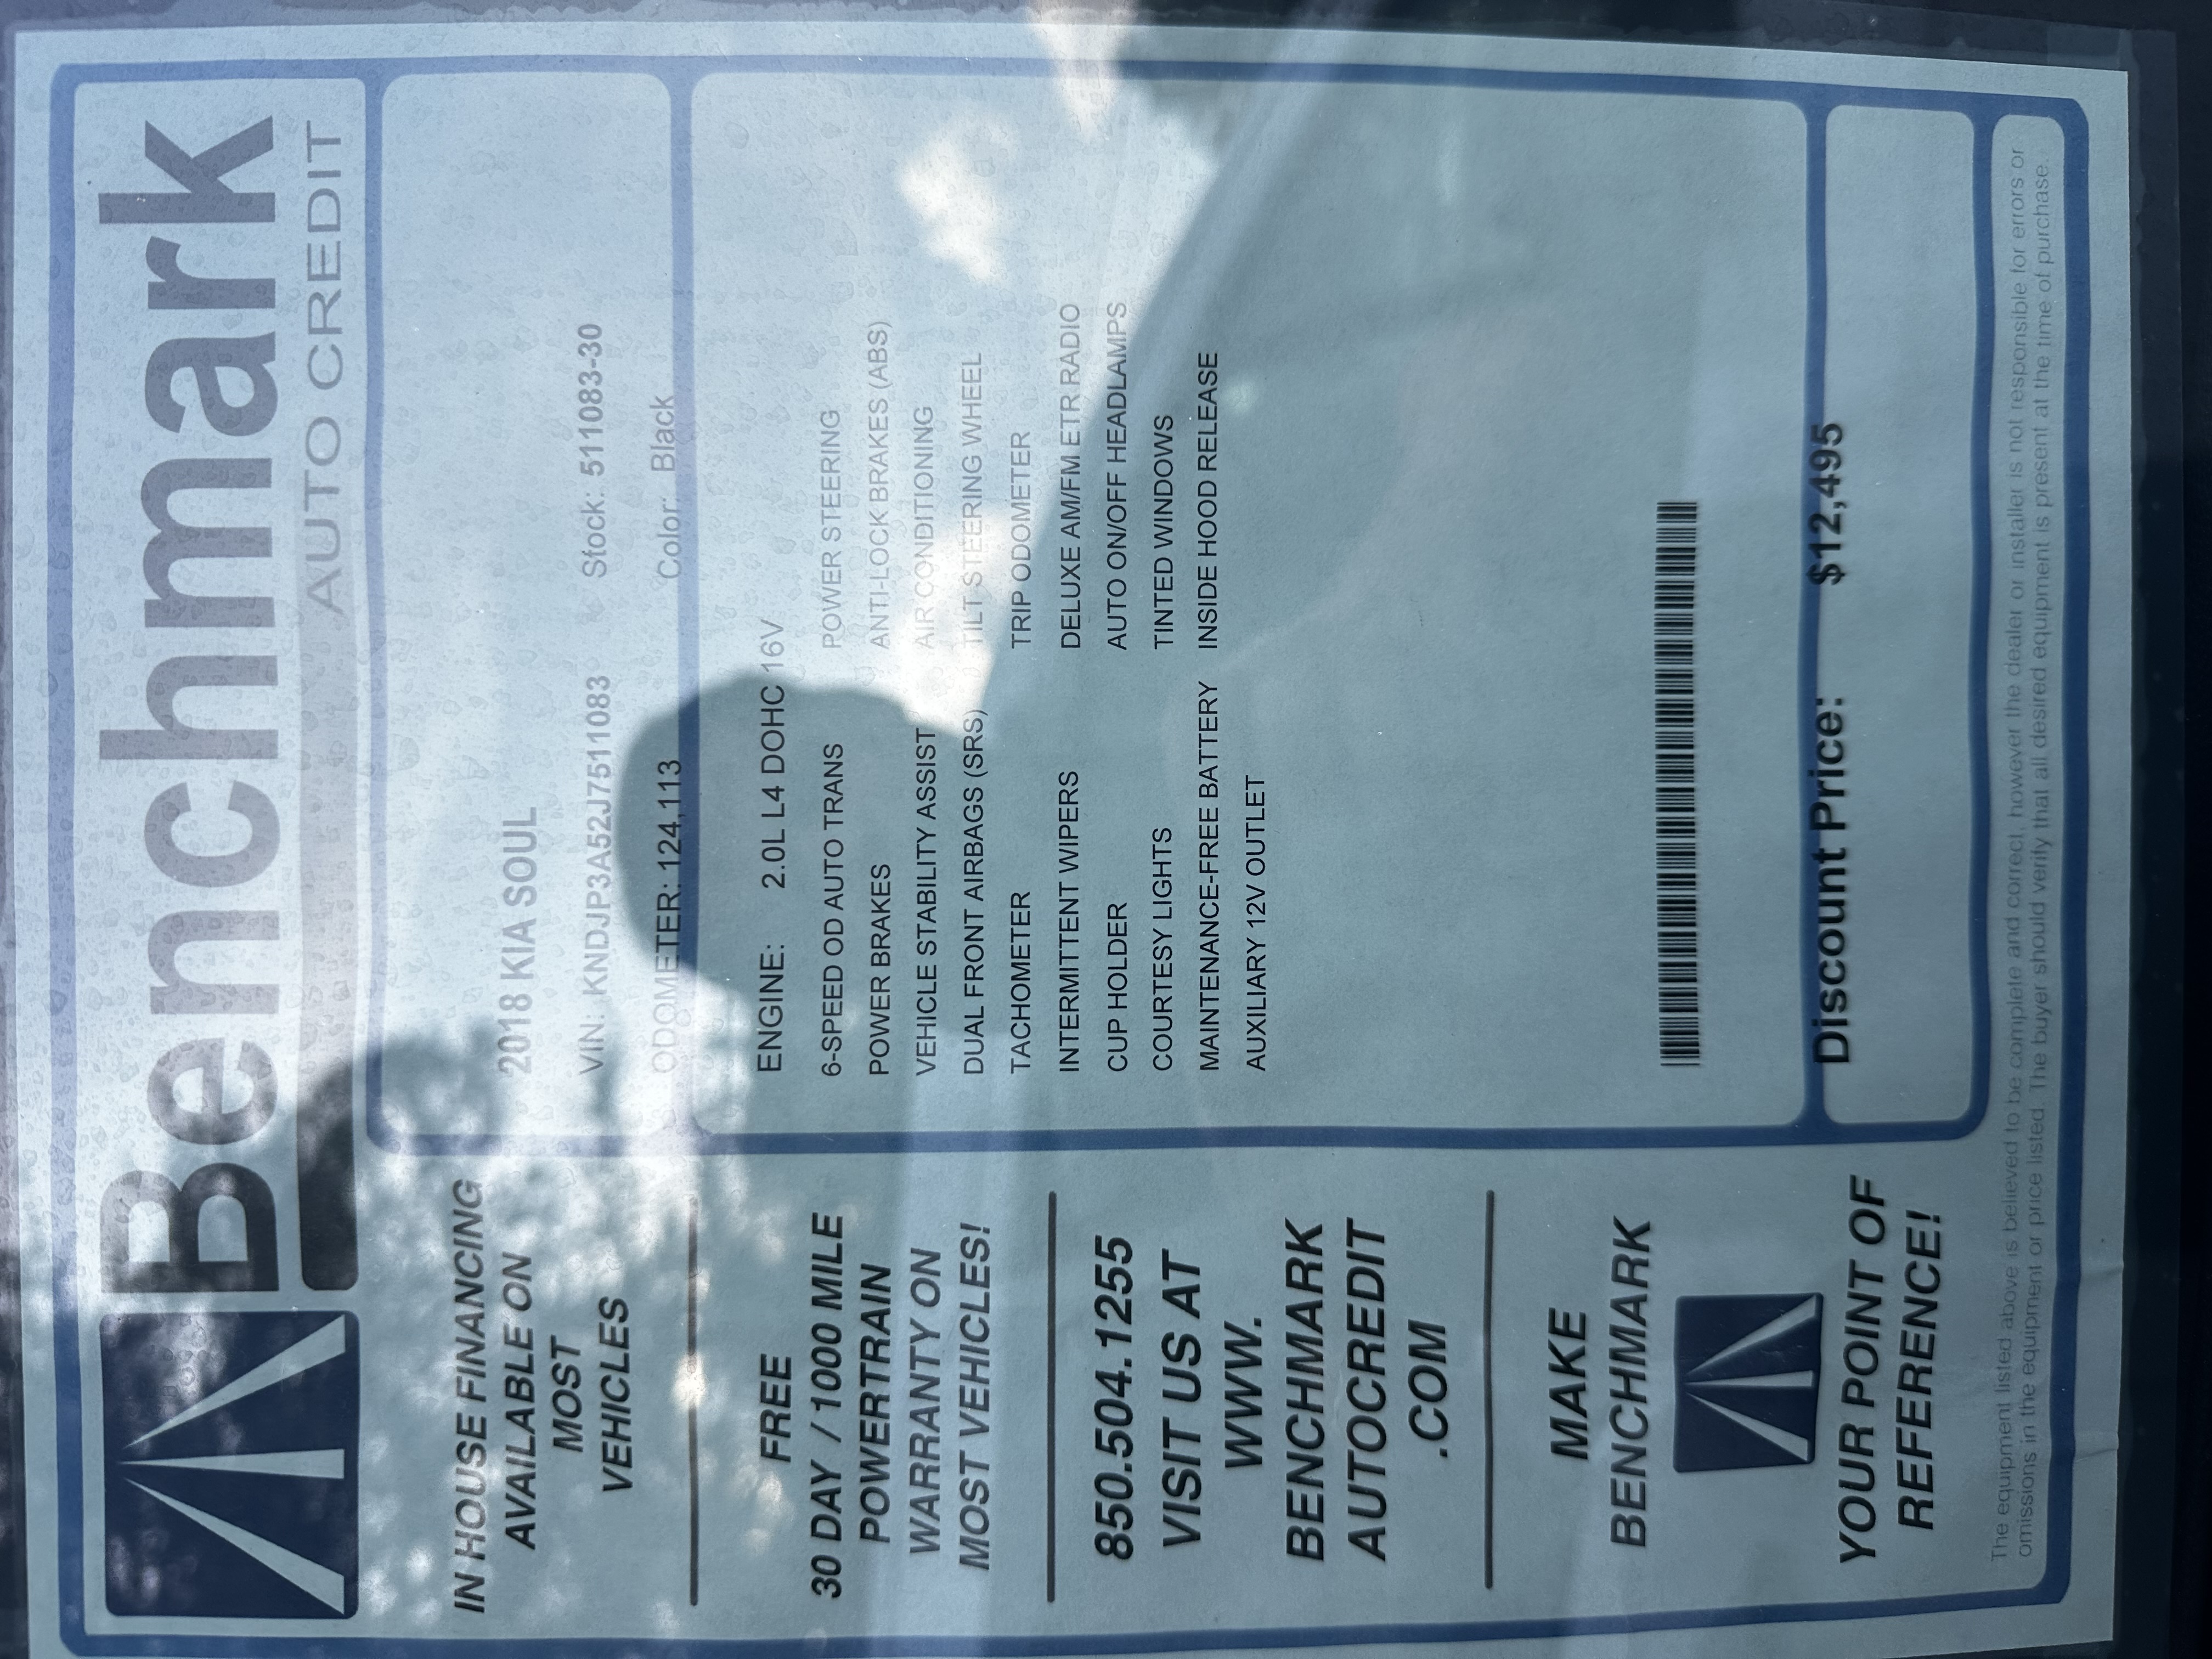 Benchmark
AUTO CREDIT
IN HOUSE FINANCING
AVAILABLE ON
MOST
VEHICLES
FREE
30 DAY / 1000 MILE
POWERTRAIN
WARRANTY ON
MOST VEHICLES!
850.504.1255
VISIT US AT
WWW.
BENCHMARK
AUTOCREDIT
.COM
MAKE
BENCHMARK
YOUR POINT OF
REFERENCE!
2018 KIA SOUL
VIN: KNDJP3A52J7511083 Stock: 511083-30
ODOMETER: 124,113 Color: Black
ENGINE: 2.0L L4 DOHC 16V
6-SPEED OD AUTO TRANS POWER STEERING
POWER BRAKES ANTI-LOCK BRAKES (ABS)
VEHICLE STABILITY ASSIST AIR CONDITIONING
DUAL FRONT AIRBAGS (SRS) TILT STEERING WHEEL
TACHOMETER TRIP ODOMETER
INTERMITTENT WIPERS DELUXE AM/FM ETR RADIO
CUP HOLDER AUTO ON/OFF HEADLAMPS
COURTESY LIGHTS TINTED WINDOWS
MAINTENANCE-FREE BATTERY INSIDE HOOD RELEASE
AUXILIARY 12V OUTLET
Discount Price: $12,495
The equipment listed above is believed to be complete and correct, however the dealer or installer is not responsible for errors or
omissions in the equipment or price listed. The buyer should verify that all desired equipment is present at the time of purchase.